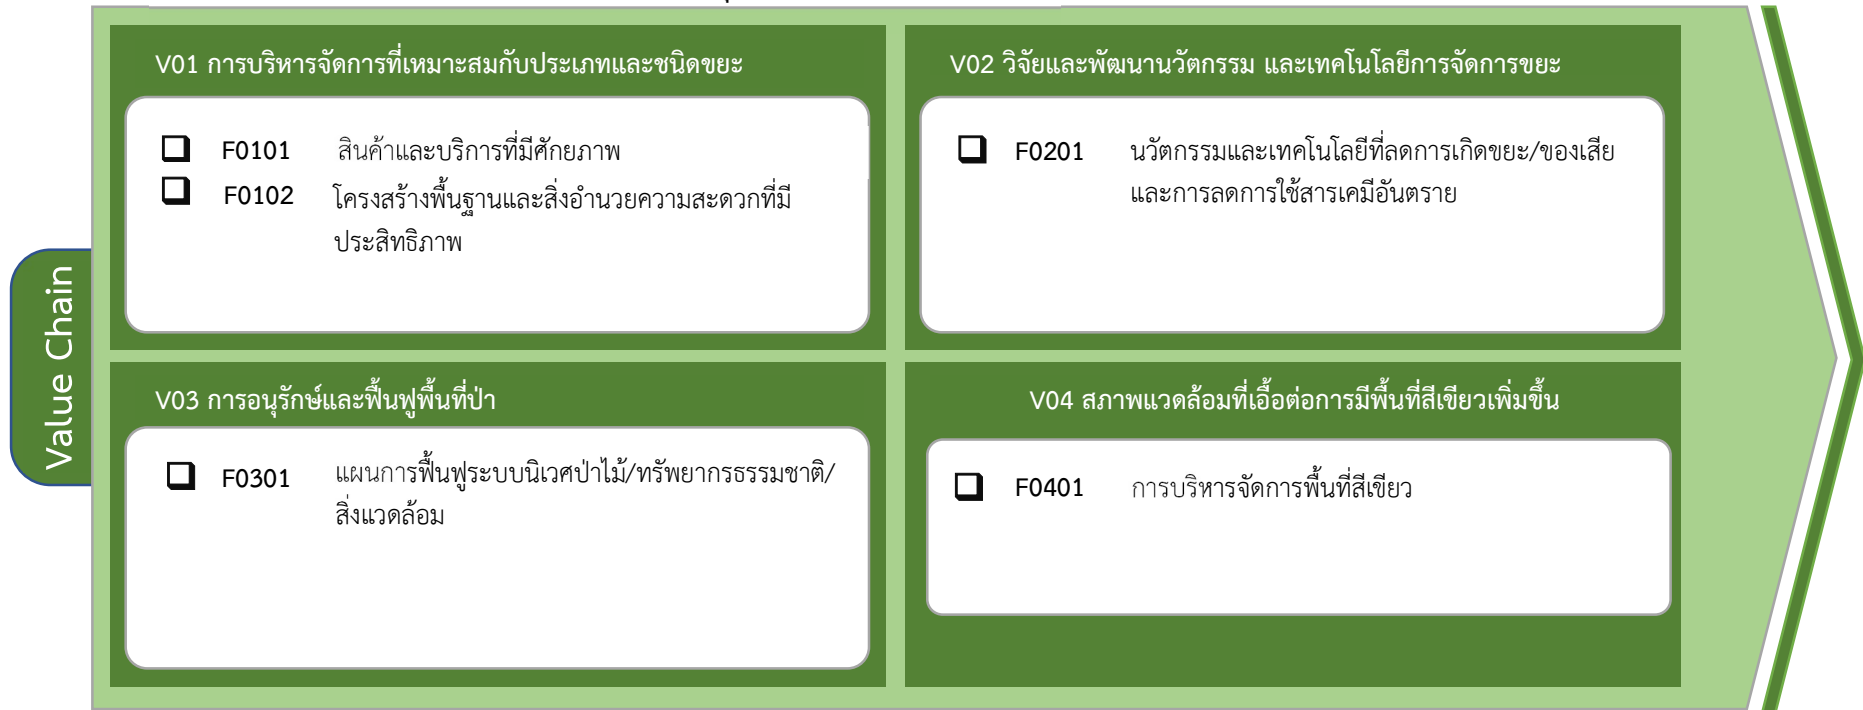 Value Chain
V01 การบริหารจัดการที่เหมาะสมกับประเภทและชนิดขยะ
F0101 สินค้าและบริการที่มีศักยภาพ
F0102 โครงสร้างพื้นฐานและสิ่งอำนวยความสะดวกที่มี
ประสิทธิภาพ
V02 วิจัยและพัฒนานวัตกรรม และเทคโนโลยีการจัดการขยะ
F0201 นวัตกรรมและเทคโนโลยีที่ลดการเกิดขยะ/ของเสีย
และการลดการใช้สารเคมีอันตราย
V03 การอนุรักษ์และฟื้นฟูพื้นที่ป่า
F0301 แผนการฟื้นฟูระบบนิเวศป่าไม้/ทรัพยากรธรรมชาติ/
สิ่งแวดล้อม
V04 สภาพแวดล้อมที่เอื้อต่อการมีพื้นที่สีเขียวเพิ่มขึ้น
F0401 การบริหารจัดการพื้นที่สีเขียว